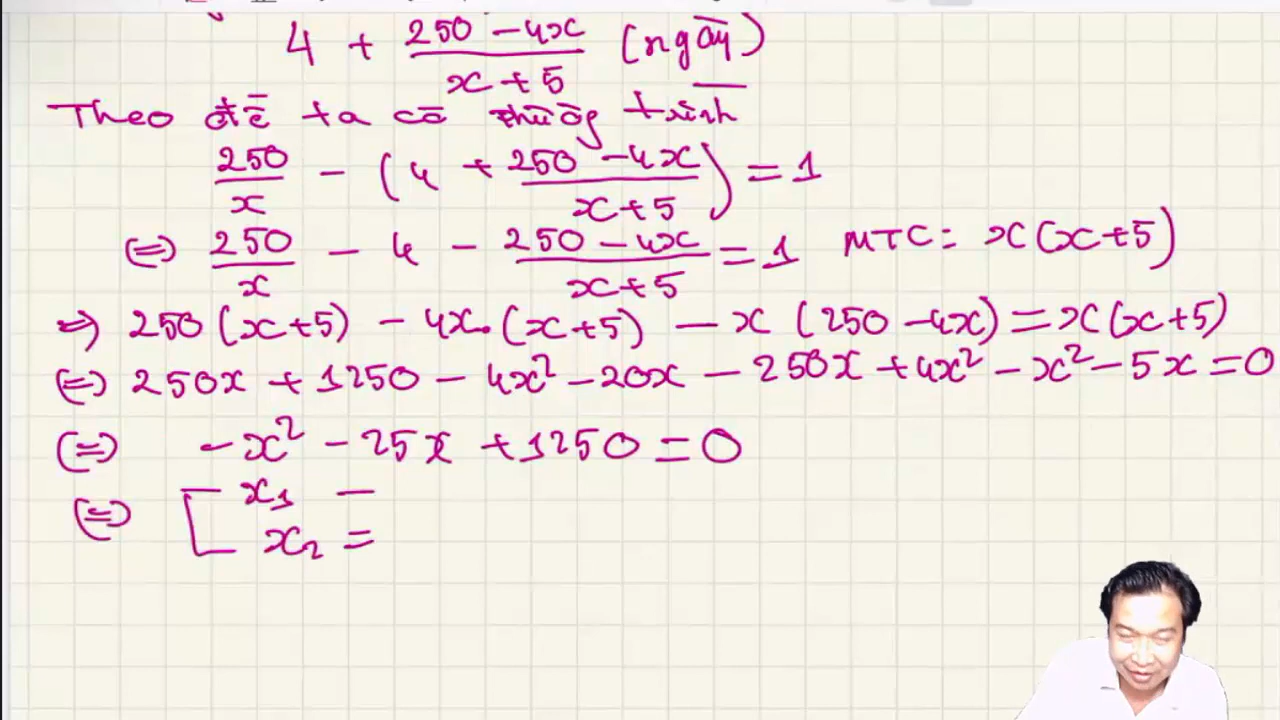 4 + (250 - 4x)/(x + 5) (ngày)
Theo đề ta có phương trình
250/x - (4 + (250 - 4x)/(x + 5)) = 1
(=) 250/x - 4 - (250 - 4x)/(x + 5) = 1 MTC: x(x + 5)
=) 250(x + 5) - 4x.(x + 5) - x(250 - 4x) = x(x + 5)
(=) 250x + 1250 - 4x² - 20x - 250x + 4x² - x² - 5x = 0
(=) -x² - 25x + 1250 = 0
(=) [ x₁ =
x₂ =